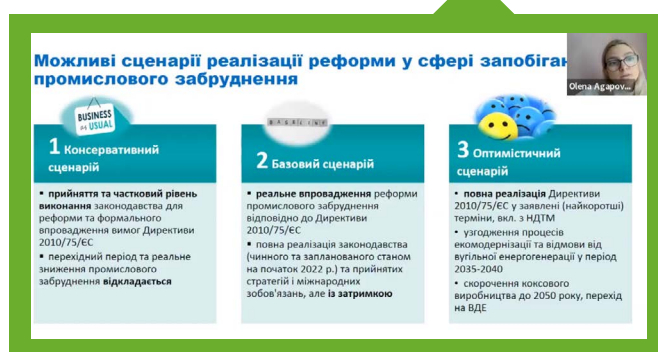 Можливі сценарії реалізації реформи у сфері
промислового забруднення
Olena Agapov...
BUSINESS
as USUAL
BASELINE
1 Консервативний
сценарій
▪ прийняття та частковий рівень
виконання законодавства для
реформи та формального
впровадження вимог Директиви
2010/75/ЄС
▪ перехідний період та реальне
зниження промислового
забруднення відкладається
2 Базовий сценарій
▪ реальне впровадження реформи
промислового забруднення
відповідно до Директиви
2010/75/ЄС
▪ повна реалізація законодавства
(чинного та запланованого станом
на початок 2022 р.) та прийнятих
стратегій і міжнародних
зобов'язань, але із затримкою
3 Оптимістичний
сценарій
▪ повна реалізація Директиви
2010/75/ЄС у заявлені (найкоротші)
терміни, вкл. з НДТМ
▪ узгодження процесів
екомодернізації та відмови від
вугільної енергогенерації у період
2035-2040
▪ скорочення коксового
виробництва до 2050 року, перехід
на ВДЕ